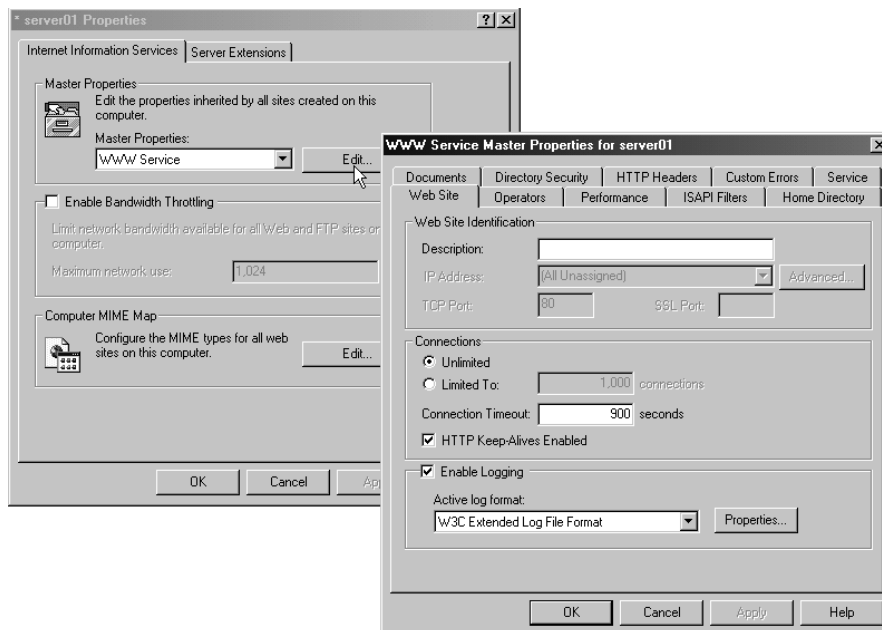 * server01 Properties
Internet Information Services
Server Extensions
Master Properties
Edit the properties inherited by all sites created on this
computer.
Master Properties:
WWW Service
Edit...
Enable Bandwidth Throttling
Limit network bandwidth available for all Web and FTP sites on
computer.
Maximum network use:
1,024
Computer MIME Map
Configure the MIME types for all web
sites on this computer.
Edit...
OK
Cancel
WWW Service Master Properties for server01
Documents
Directory Security
HTTP Headers
Custom Errors
Service
Web Site
Operators
Performance
ISAPI Filters
Home Directory
Web Site Identification
Description:
IP Address:
(All Unassigned)
Advanced...
TCP Port:
80
SSL Port:
Connections
Unlimited
Limited To:
1,000
connections
Connection Timeout:
900
seconds
HTTP Keep-Alives Enabled
Enable Logging
Active log format:
W3C Extended Log File Format
Properties...
OK
Cancel
Apply
Help